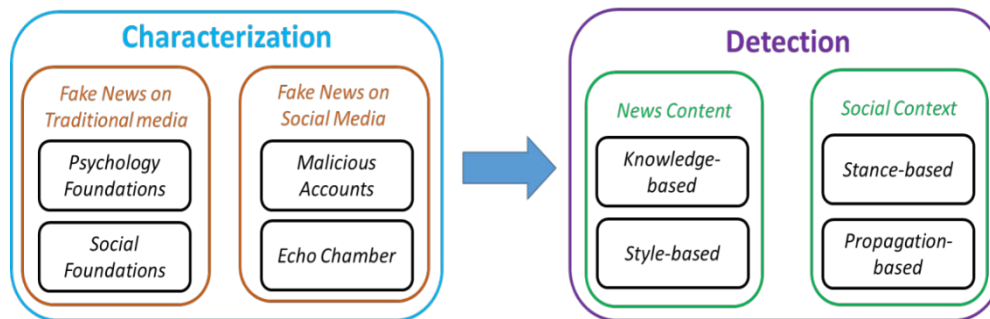 Characterization
Fake News on
Traditional media
Psychology
Foundations
Social
Foundations
Fake News on
Social Media
Malicious
Accounts
Echo Chamber
Detection
News Content
Knowledge-
based
Style-based
Social Context
Stance-based
Propagation-
based